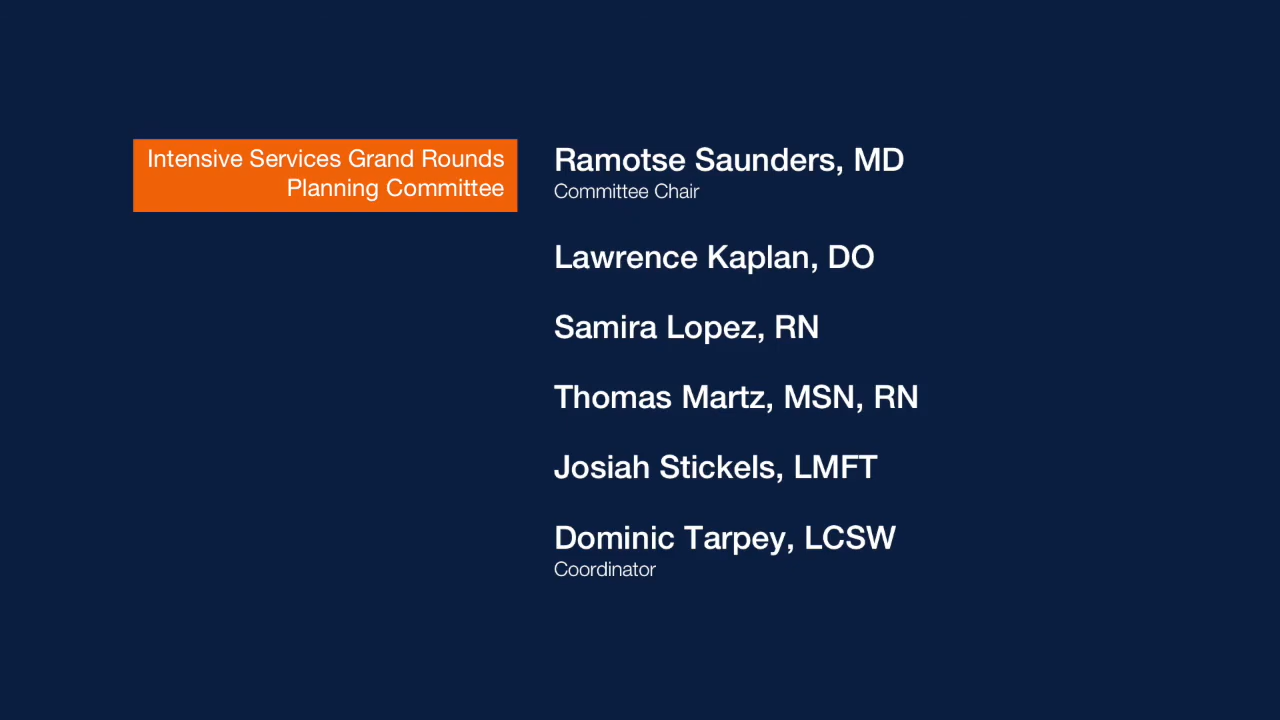 Intensive Services Grand Rounds
Planning Committee
Ramotse Saunders, MD
Committee Chair
Lawrence Kaplan, DO
Samira Lopez, RN
Thomas Martz, MSN, RN
Josiah Stickels, LMFT
Dominic Tarpey, LCSW
Coordinator